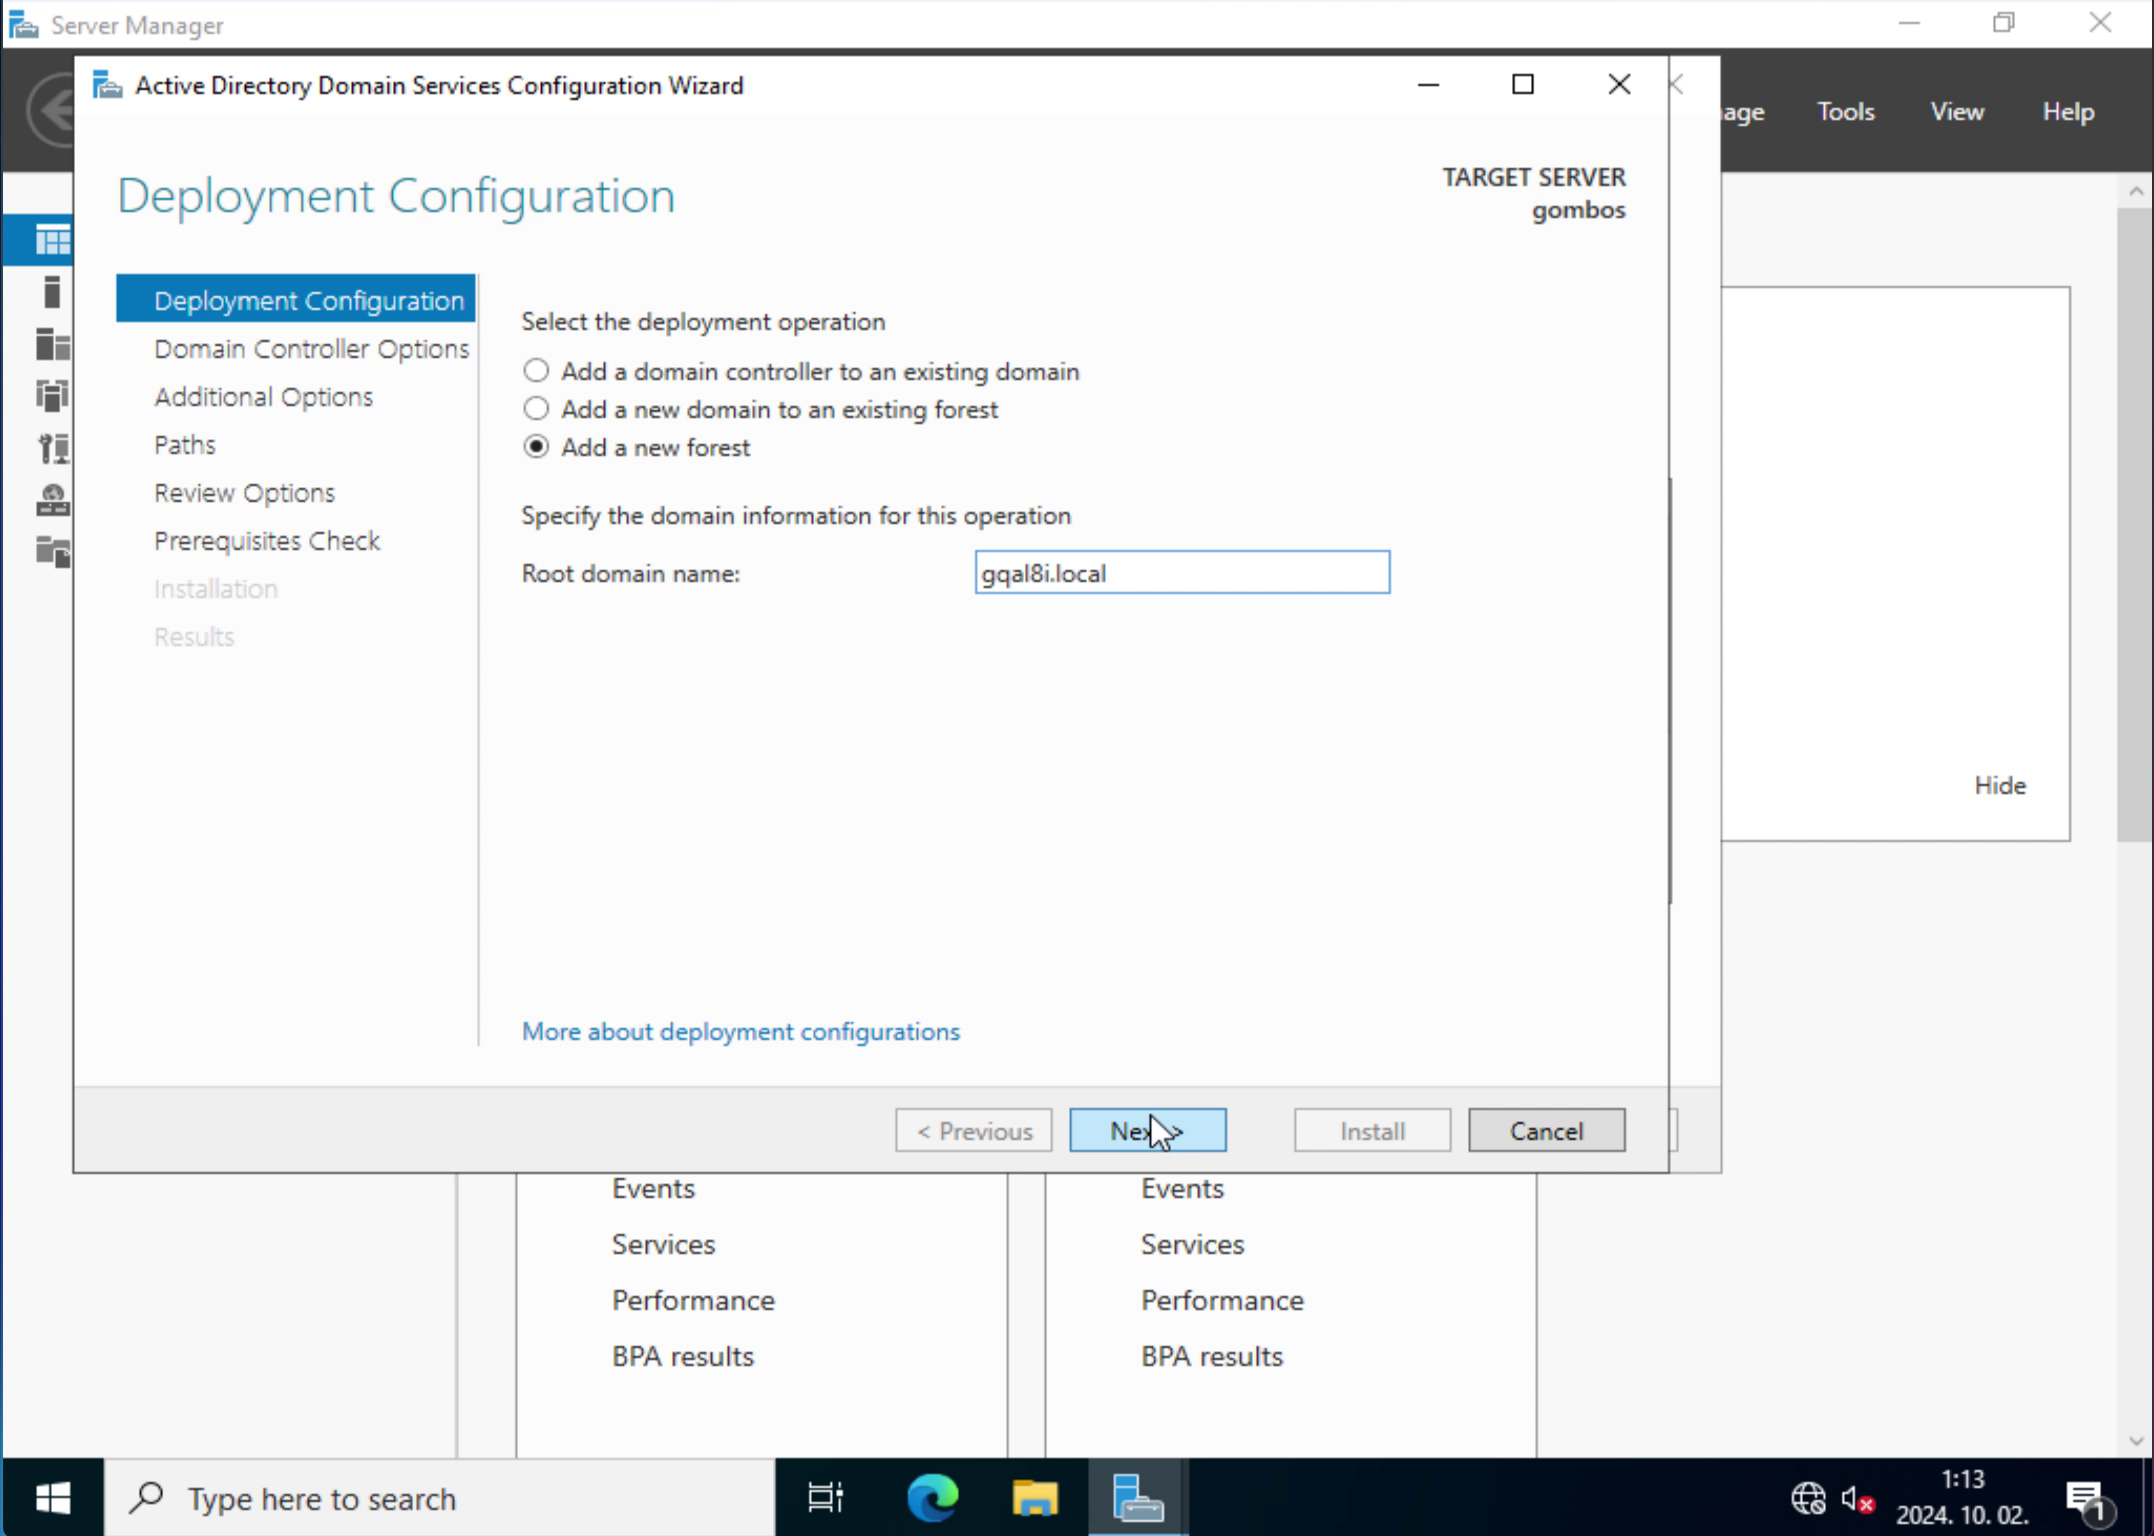 Server Manager
Active Directory Domain Services Configuration Wizard
Tools
View
Help
Deployment Configuration
TARGET SERVER
gombos
Deployment Configuration
Domain Controller Options
Additional Options
Paths
Review Options
Prerequisites Check
Installation
Results
Select the deployment operation
Add a domain controller to an existing domain
Add a new domain to an existing forest
Add a new forest
Specify the domain information for this operation
Root domain name:
gqal8i.local
Hide
More about deployment configurations
< Previous
Next >
Install
Cancel
Events
Services
Performance
BPA results
Events
Services
Performance
BPA results
Type here to search
1:13
2024. 10. 02.
1